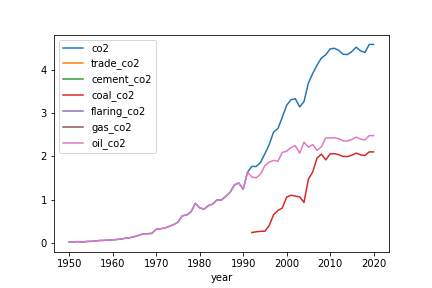 co2
trade_co2
cement_co2
coal_co2
flaring_co2
gas_co2
oil_co2
4
3
2
1
0
1950 1960 1970 1980 1990 2000 2010 2020
year